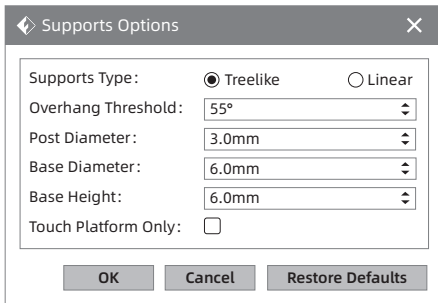 Supports Options
Supports Type: Treelike Linear
Overhang Threshold: 55°
Post Diameter: 3.0mm
Base Diameter: 6.0mm
Base Height: 6.0mm
Touch Platform Only:
OK Cancel Restore Defaults